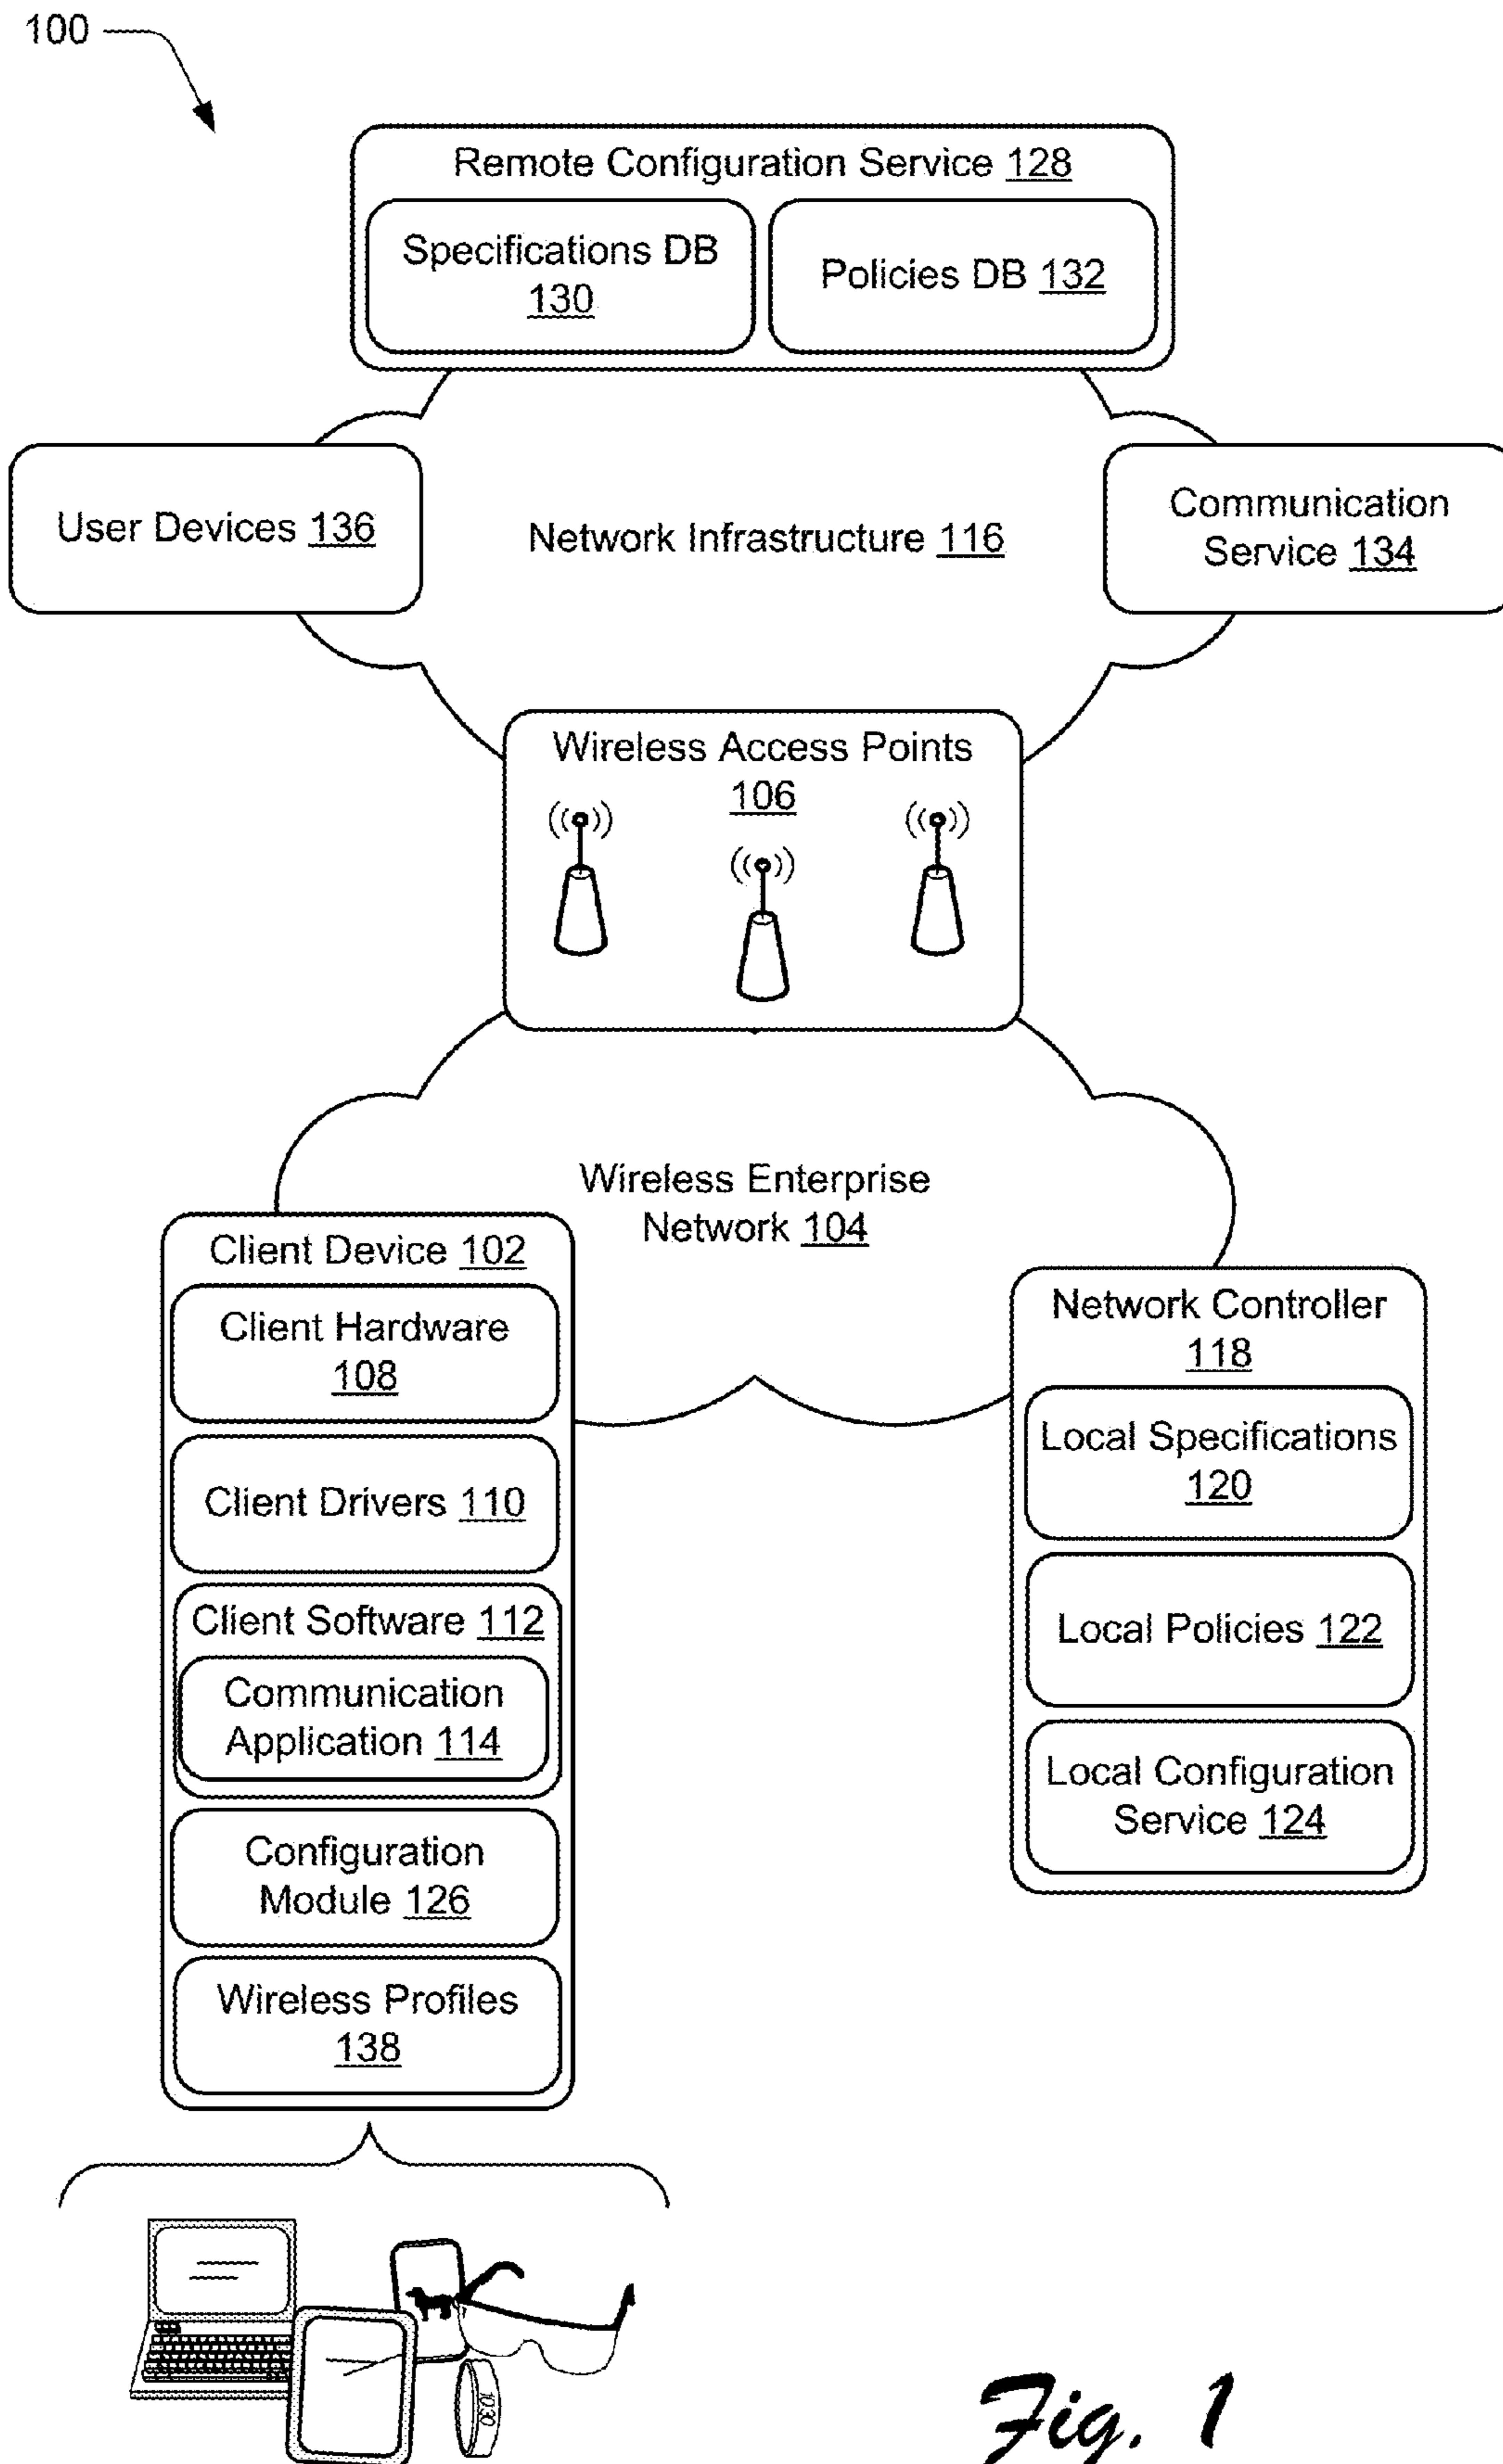 100
Remote Configuration Service 128
Specifications DB
130
Policies DB 132
User Devices 136
Network Infrastructure 116
Communication
Service 134
Wireless Access Points
106
Wireless Enterprise
Network 104
Client Device 102
Client Hardware
108
Client Drivers 110
Client Software 112
Communication
Application 114
Configuration
Module 126
Wireless Profiles
138
Network Controller
118
Local Specifications
120
Local Policies 122
Local Configuration
Service 124
10:30
Fig. 1